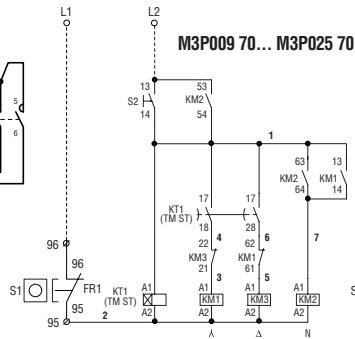 L1
L2
M3P009 70... M3P025 70
5
6
13
53
S2
KM2
14
54
1
63
13
KM2
KM1
64
14
17
17
KT1
(TM ST)
18
28
4
6
7
22
62
KM3
KM1
21
61
3
5
96
96
S1
FR1
95
95
2
KT1
(TM ST)
A1
A1
A1
A1
KM1
KM3
KM2
A2
A2
A2
A2
N
S